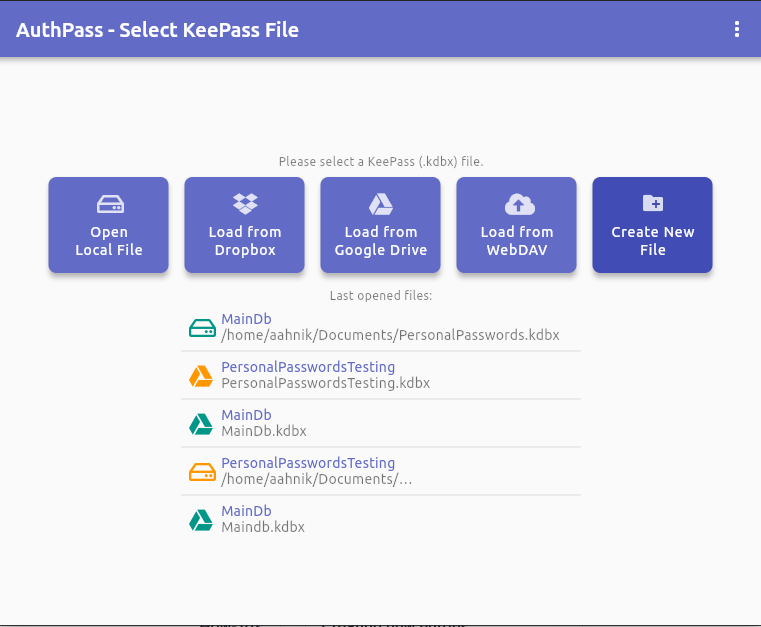 AuthPass - Select KeePass File
Please select a KeePass (.kdbx) file.
Open
Local File
Load from
Dropbox
Load from
Google Drive
Load from
WebDAV
Create New
File
Last opened files:
MainDb
/home/aahnik/Documents/PersonalPasswords.kdbx
PersonalPasswordsTesting
PersonalPasswordsTesting.kdbx
MainDb
MainDb.kdbx
PersonalPasswordsTesting
/home/aahnik/Documents/...
MainDb
Maindb.kdbx